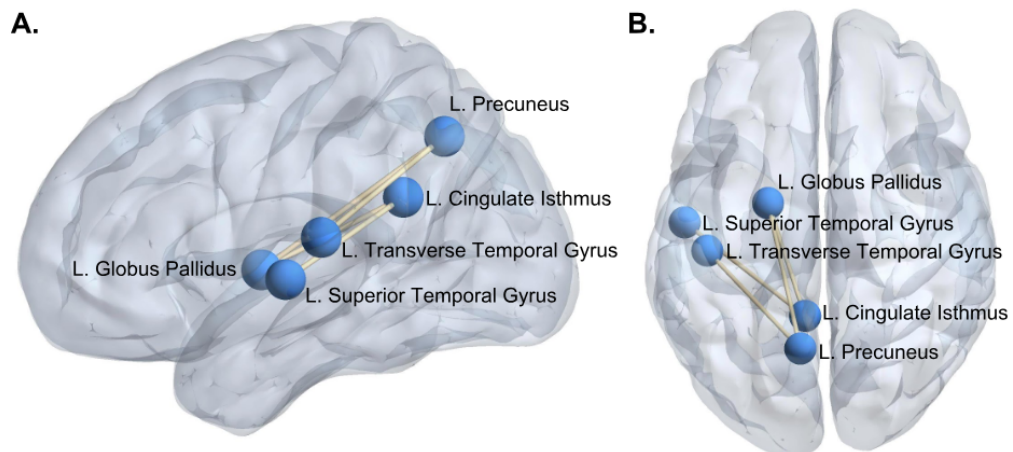 A.
L. Precuneus
L. Cingulate Isthmus
L. Transverse Temporal Gyrus
L. Globus Pallidus
L. Superior Temporal Gyrus
B.
L. Globus Pallidus
L. Superior Temporal Gyrus
L. Transverse Temporal Gyrus
L. Cingulate Isthmus
L. Precuneus